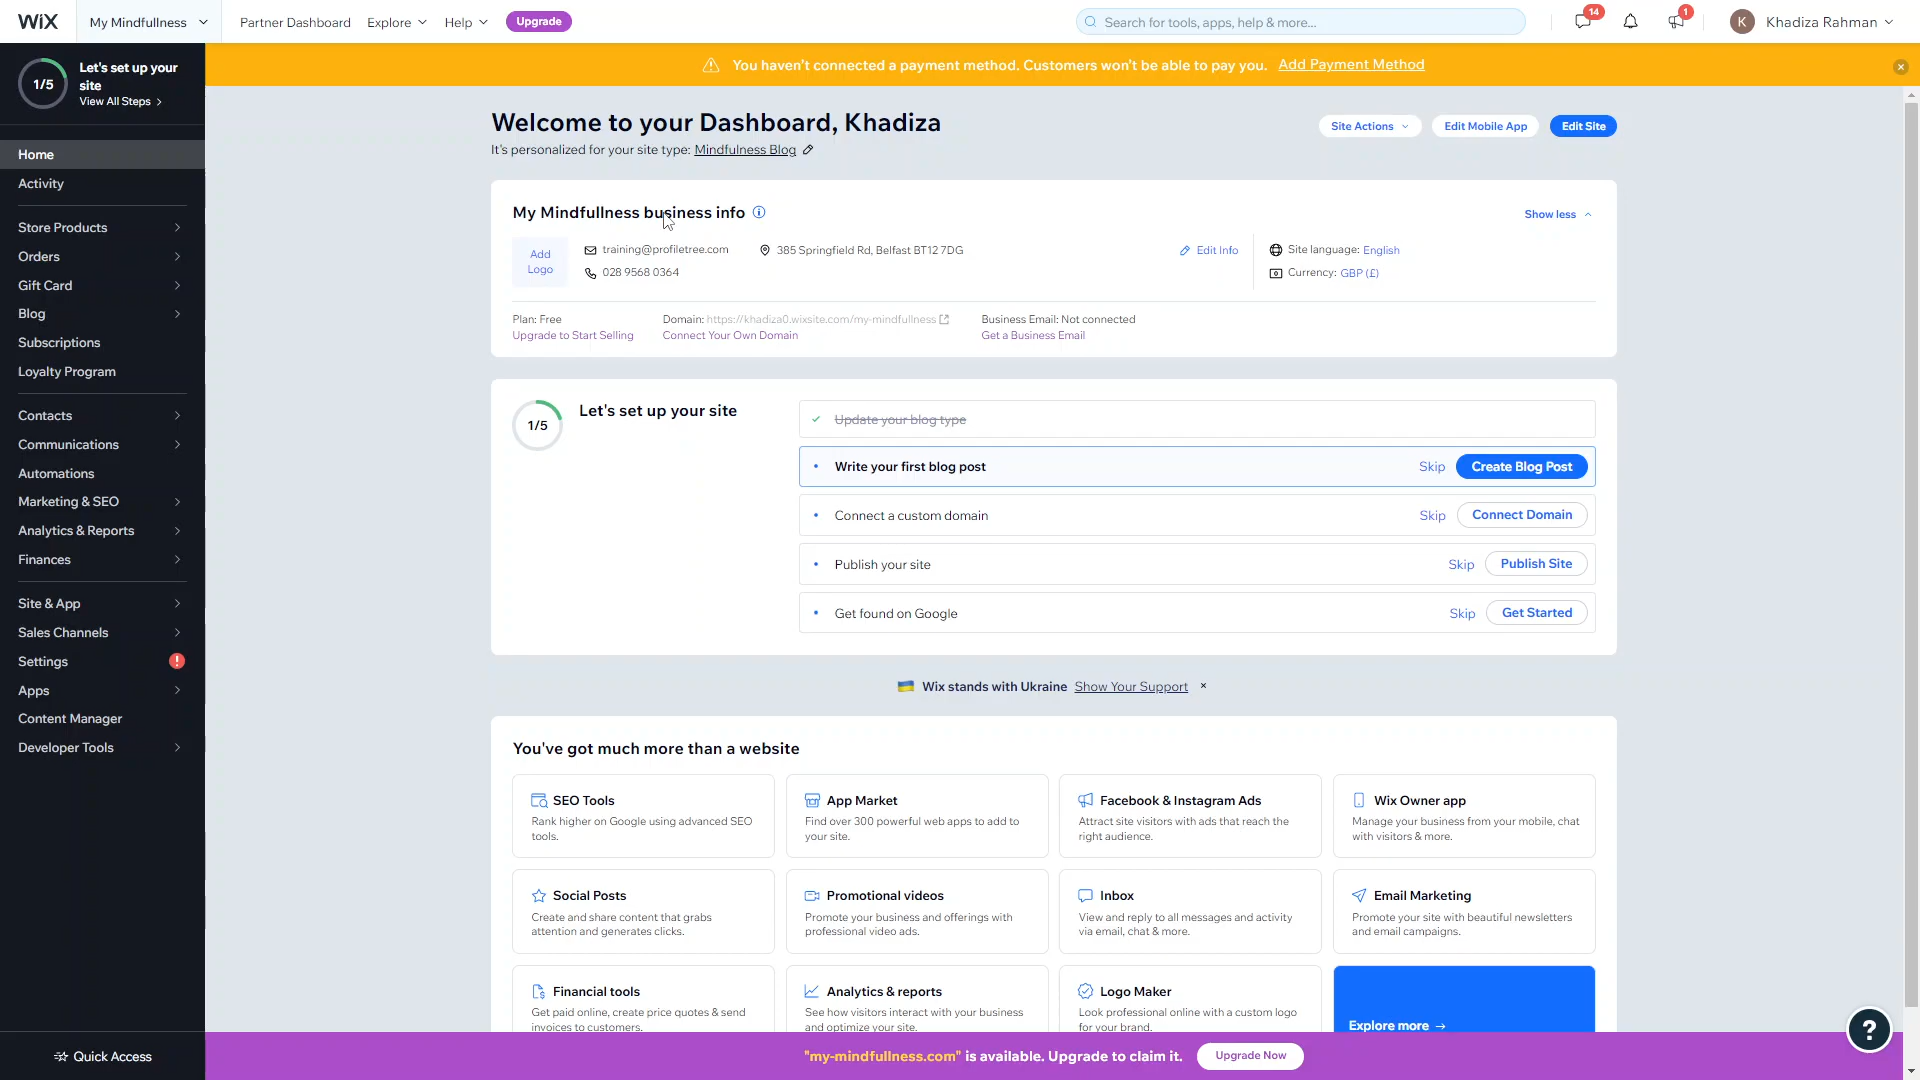 WiX
My Mindfullness
Partner Dashboard
Explore
Help
Upgrade
Search for tools, apps, help & more...
14
1
K
Khadiza Rahman
1/5
Let's set up your
site
View All Steps
You haven't connected a payment method. Customers won't be able to pay you. Add Payment Method
Home
Activity
Store Products
Orders
Gift Card
Blog
Subscriptions
Loyalty Program
Contacts
Communications
Automations
Marketing & SEO
Analytics & Reports
Finances
Site & App
Sales Channels
Settings
!
Apps
Content Manager
Developer Tools
Quick Access
Welcome to your Dashboard, Khadiza
It's personalized for your site type: Mindfulness Blog
Site Actions
Edit Mobile App
Edit Site
My Mindfullness business info
Show less
Add
Logo
training@profiletree.com
385 Springfield Rd, Belfast BT12 7DG
028 9568 0364
Edit Info
Site language: English
Currency: GBP (£)
Plan: Free
Upgrade to Start Selling
Domain: https://khadiza0.wixsite.com/my-mindfullness
Connect Your Own Domain
Business Email: Not connected
Get a Business Email
1/5
Let's set up your site
Update your blog type
Write your first blog post
Skip
Create Blog Post
Connect a custom domain
Skip
Connect Domain
Publish your site
Skip
Publish Site
Get found on Google
Skip
Get Started
Wix stands with Ukraine Show Your Support
You've got much more than a website
SEO Tools
Rank higher on Google using advanced SEO
tools.
App Market
Find over 300 powerful web apps to add to
your site.
Facebook & Instagram Ads
Attract site visitors with ads that reach the
right audience.
Wix Owner app
Manage your business from your mobile, chat
with visitors & more.
Social Posts
Create and share content that grabs
attention and generates clicks.
Promotional videos
Promote your business and offerings with
professional video ads.
Inbox
View and reply to all messages and activity
via email, chat & more.
Email Marketing
Promote your site with beautiful newsletters
and email campaigns.
Financial tools
Get paid online, create price quotes & send
invoices to customers.
Analytics & reports
See how visitors interact with your business
and optimize your site.
Logo Maker
Look professional online with a custom logo
for your brand.
Explore more →
"my-mindfullness.com" is available. Upgrade to claim it.
Upgrade Now
?